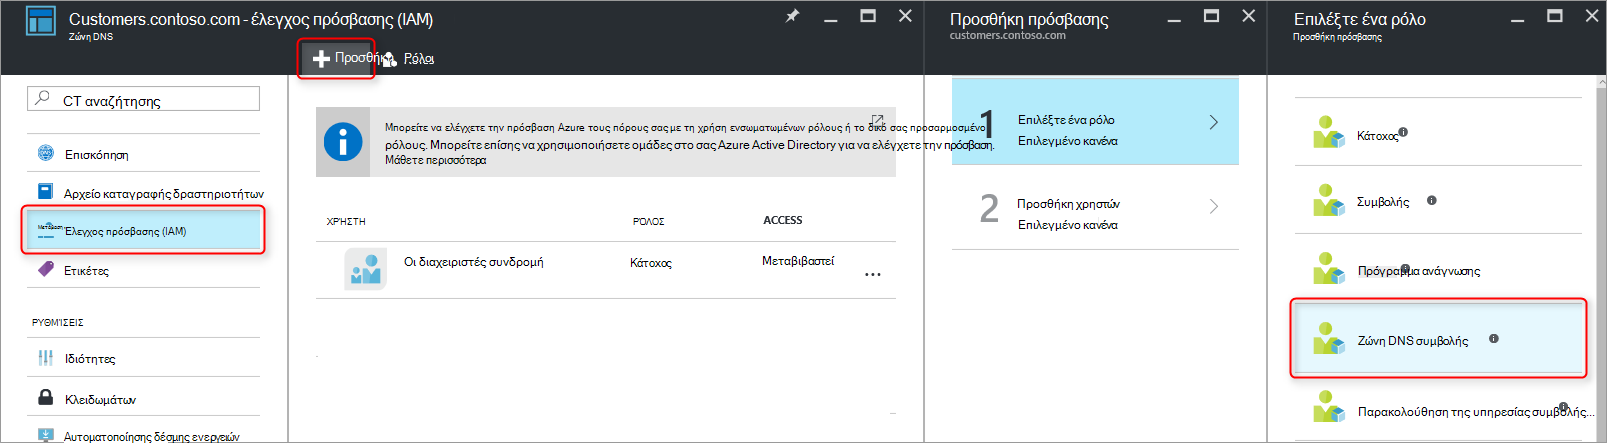 Customers.contoso.com - έλεγχος πρόσβασης (IAM)
Ζώνη DNS
Προσθήκη
Ρόλοι
CT αναζήτησης
Επισκόπηση
Αρχείο καταγραφής δραστηριοτήτων
Μετάβαση
Έλεγχος πρόσβασης (IAM)
Ετικέτες
ΡΥΘΜΊΣΕΙΣ
Ιδιότητες
Κλειδωμάτων
Αυτοματοποίησης δέσμης ενεργειών
Μπορείτε να ελέγχετε την πρόσβαση Azure τους πόρους σας με τη χρήση ενσωματωμένων ρόλους ή το δικό σας προσαρμοσμένο
ρόλους. Μπορείτε επίσης να χρησιμοποιήσετε ομάδες στο σας Azure Active Directory για να ελέγχετε την πρόσβαση.
Μάθετε περισσότερα
ΧΡΉΣΤΗ ΡΌΛΟΣ ACCESS
Οι διαχειριστές συνδρομή Κάτοχος Μεταβιβαστεί
Προσθήκη πρόσβασης
customers.contoso.com
1 Επιλέξτε ένα ρόλο
Επιλεγμένο κανένα
2 Προσθήκη χρηστών
Επιλεγμένο κανένα
Επιλέξτε ένα ρόλο
Προσθήκη πρόσβασης
Κάτοχος
Συμβολής
Πρόγραμμα ανάγνωσης
Ζώνη DNS συμβολής
Παρακολούθηση της υπηρεσίας συμβολής...